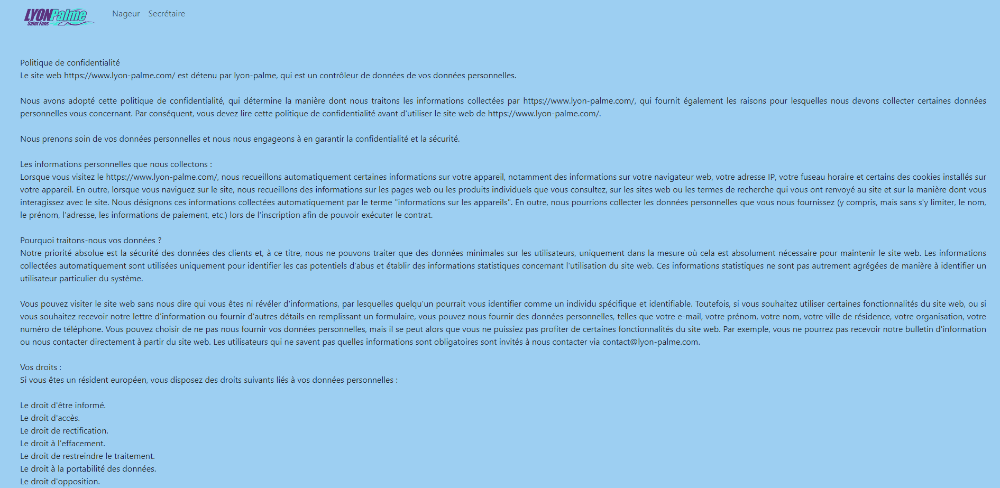 LYONPalme
Saint Fons
Nageur Secrétaire
Politique de confidentialité
Le site web https://www.lyon-palme.com/ est détenu par lyon-palme, qui est un contrôleur de données de vos données personnelles.
Nous avons adopté cette politique de confidentialité, qui détermine la manière dont nous traitons les informations collectées par https://www.lyon-palme.com/, qui fournit également les raisons pour lesquelles nous devons collecter certaines données
personnelles vous concernant. Par conséquent, vous devez lire cette politique de confidentialité avant d'utiliser le site web de https://www.lyon-palme.com/.
Nous prenons soin de vos données personnelles et nous nous engageons à en garantir la confidentialité et la sécurité.
Les informations personnelles que nous collectons :
Lorsque vous visitez le https://www.lyon-palme.com/, nous recueillons automatiquement certaines informations sur votre appareil, notamment des informations sur votre navigateur web, votre adresse IP, votre fuseau horaire et certains des cookies installés sur
votre appareil. En outre, lorsque vous naviguez sur le site, nous recueillons des informations sur les pages web ou les produits individuels que vous consultez, sur les sites web ou les termes de recherche qui vous ont renvoyé au site et sur la manière dont vous
interagissez avec le site. Nous désignons ces informations collectées automatiquement par le terme "informations sur les appareils". En outre, nous pourrions collecter les données personnelles que vous nous fournissez (y compris, mais sans s'y limiter, le nom,
le prénom, l'adresse, les informations de paiement, etc.) lors de l'inscription afin de pouvoir exécuter le contrat.
Pourquoi traitons-nous vos données ?
Notre priorité absolue est la sécurité des données des clients et, à ce titre, nous ne pouvons traiter que des données minimales sur les utilisateurs, uniquement dans la mesure où cela est absolument nécessaire pour maintenir le site web. Les informations
collectées automatiquement sont utilisées uniquement pour identifier les cas potentiels d'abus et établir des informations statistiques concernant l'utilisation du site web. Ces informations statistiques ne sont pas autrement agrégées de manière à identifier un
utilisateur particulier du système.
Vous pouvez visiter le site web sans nous dire qui vous êtes ni révéler d'informations, par lesquelles quelqu'un pourrait vous identifier comme un individu spécifique et identifiable. Toutefois, si vous souhaitez utiliser certaines fonctionnalités du site web, ou si
vous souhaitez recevoir notre lettre d'information ou fournir d'autres détails en remplissant un formulaire, vous pouvez nous fournir des données personnelles, telles que votre e-mail, votre prénom, votre nom, votre ville de résidence, votre organisation, votre
numéro de téléphone. Vous pouvez choisir de ne pas nous fournir vos données personnelles, mais il se peut alors que vous ne puissiez pas profiter de certaines fonctionnalités du site web. Par exemple, vous ne pourrez pas recevoir notre bulletin d'information
ou nous contacter directement à partir du site web. Les utilisateurs qui ne savent pas quelles informations sont obligatoires sont invités à nous contacter via contact@lyon-palme.com.
Vos droits :
Si vous êtes un résident européen, vous disposez des droits suivants liés à vos données personnelles :
Le droit d'être informé.
Le droit d'accès.
Le droit de rectification.
Le droit à l'effacement.
Le droit de restreindre le traitement.
Le droit à la portabilité des données.
Le droit d'opposition.